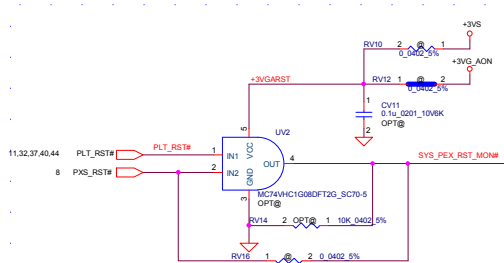 +3VS
RV10 2 @ 1
0_0402_5%
+3VG_AON
+3VGARST RV12 1 @ 2
0_0402_5%
1 CV11
0.1u_0201_10V6K
2 OPT@
5 UV2
VCC
11,32,37,40,44 PLT_RST# PLT_RST# 1 IN1
OUT 4 SYS_PEX_RST_MON#
8 PXS_RST# 2 IN2
GND
MC74VHC1G08DFT2G_SC70-5
3 OPT@
RV14 2 OPT@ 1 10K_0402_5%
RV16 1 @ 2 0_0402_5%